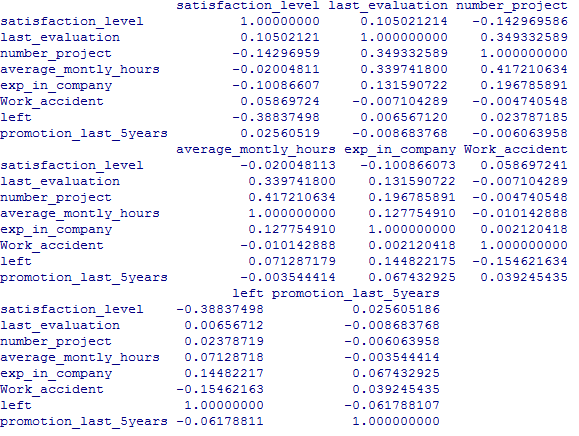 satisfaction_level last_evaluation number_project
satisfaction_level 1.00000000 0.105021214 -0.142969586
last_evaluation 0.10502121 1.000000000 0.349332589
number_project -0.14296959 0.349332589 1.000000000
average_montly_hours -0.02004811 0.339741800 0.417210634
exp_in_company -0.10086607 0.131590722 0.196785891
Work_accident 0.05869724 -0.007104289 -0.004740548
left -0.38837498 0.006567120 0.023787185
promotion_last_5years 0.02560519 -0.008683768 -0.006063958
average_montly_hours exp_in_company Work_accident
satisfaction_level -0.020048113 -0.100866073 0.058697241
last_evaluation 0.339741800 0.131590722 -0.007104289
number_project 0.417210634 0.196785891 -0.004740548
average_montly_hours 1.000000000 0.127754910 -0.010142888
exp_in_company 0.127754910 1.000000000 0.002120418
Work_accident -0.010142888 0.002120418 1.000000000
left 0.071287179 0.144822175 -0.154621634
promotion_last_5years -0.003544414 0.067432925 0.039245435
left promotion_last_5years
satisfaction_level -0.38837498 0.025605186
last_evaluation 0.00656712 -0.008683768
number_project 0.02378719 -0.006063958
average_montly_hours 0.07128718 -0.003544414
exp_in_company 0.14482217 0.067432925
Work_accident -0.15462163 0.039245435
left 1.00000000 -0.061788107
promotion_last_5years -0.06178811 1.000000000